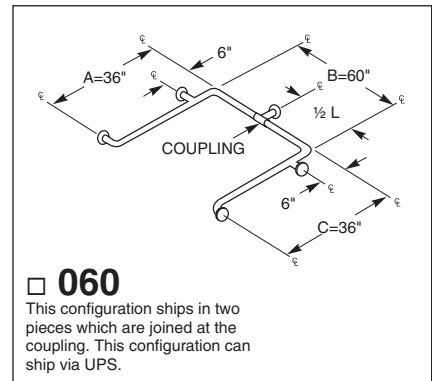 ℄
℄
6"
℄
A=36"
℄
B=60"
℄
℄
℄
½ L
COUPLING
℄
6"
℄
C=36"
℄
℄
□ 060
This configuration ships in two
pieces which are joined at the
coupling. This configuration can
ship via UPS.